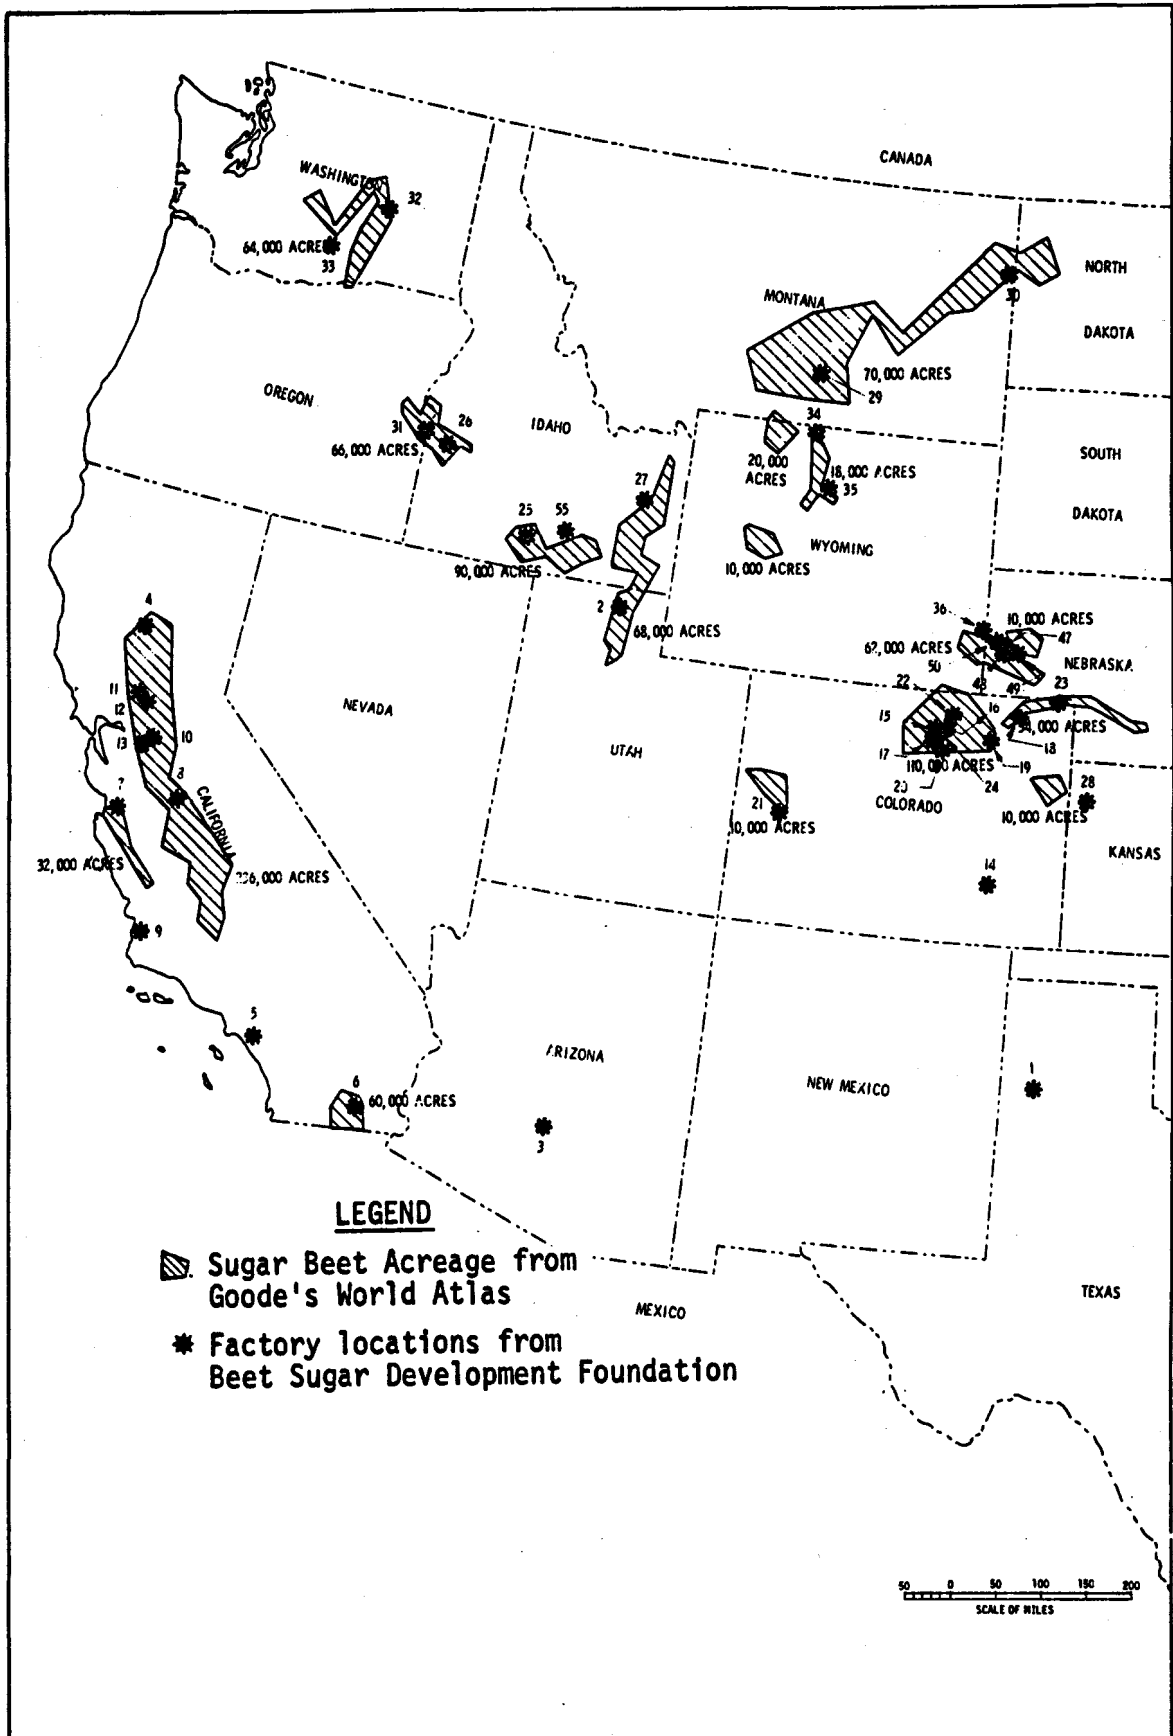 CANADA
WASHINGTON
32
64,000 ACRES
33
NORTH
DAKOTA
MONTANA
30
70,000 ACRES
29
OREGON
31
26
66,000 ACRES
IDAHO
34
20,000
ACRES
18,000 ACRES
35
SOUTH
DAKOTA
27
25
55
90,000 ACRES
WYOMING
10,000 ACRES
2
68,000 ACRES
4
36
10,000 ACRES
47
62,000 ACRES
50
NEBRASKA
48
49
23
22
11
12
13
10
NEVADA
UTAH
15
16
17
18
110,000 ACRES
19
24
COLORADO
7
8
CALIFORNIA
21
10,000 ACRES
28
10,000 ACRES
KANSAS
32,000 ACRES
14
9
5
6
60,000 ACRES
ARIZONA
3
NEW MEXICO
1
LEGEND
Sugar Beet Acreage from
Goode's World Atlas
Factory locations from
Beet Sugar Development Foundation
MEXICO
TEXAS
50 0 50 100 150 200
SCALE OF MILES